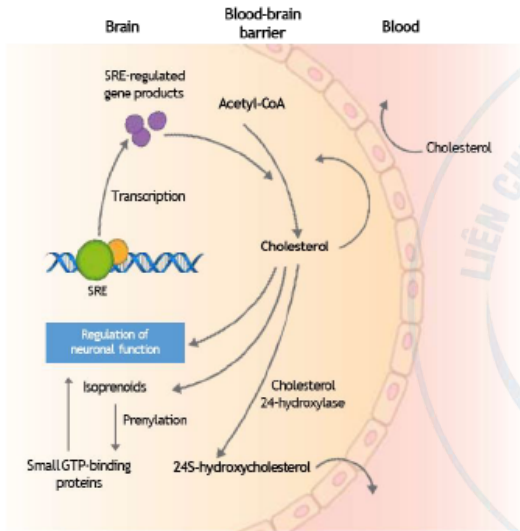 Brain
Blood-brain
barrier
Blood
SRE-regulated
gene products
Acetyl-CoA
Cholesterol
Transcription
Cholesterol
SRE
Regulation of
neuronal function
Isoprenoids
Cholesterol
24-hydroxylase
Prenylation
Small GTP-binding
proteins
24S-hydroxycholesterol
LIÊN